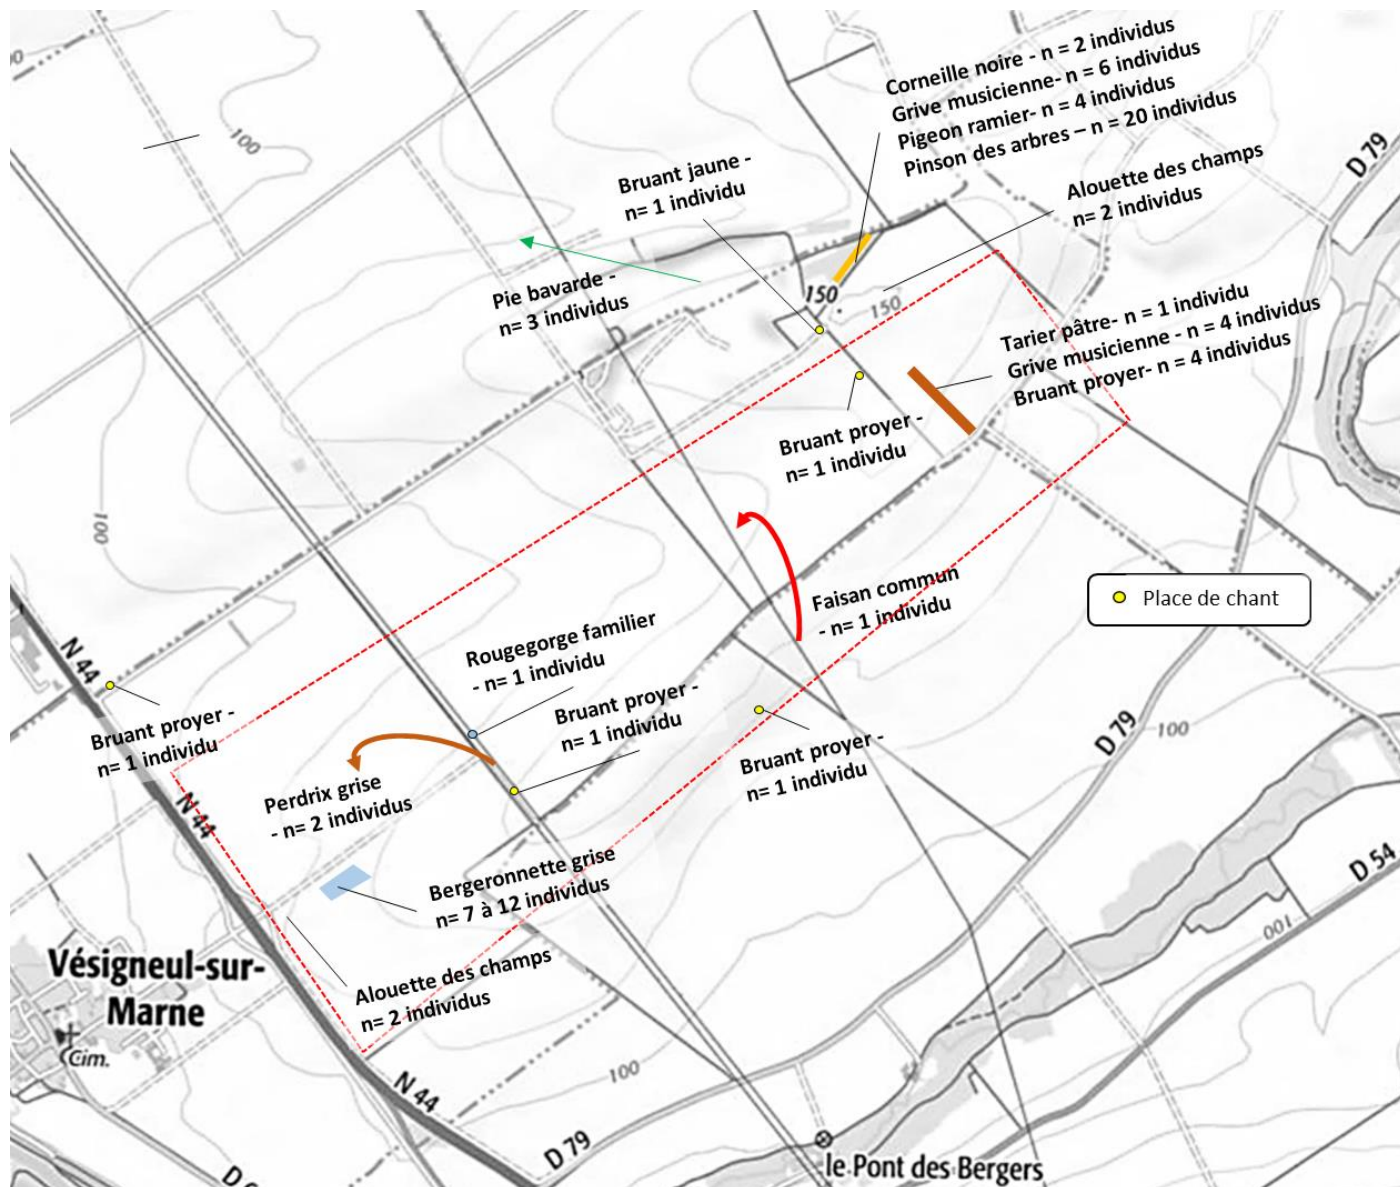 Corneille noire - n = 2 individus
Grive musicienne- n = 6 individus
Pigeon ramier- n = 4 individus
Pinson des arbres – n = 20 individus
D 79
100
Bruant jaune -
n= 1 individu
Alouette des champs
n= 2 individus
Pie bavarde -
n= 3 individus
150
150
Tarier pâtre- n = 1 individu
Grive musicienne - n = 4 individus
Bruant proyer- n = 4 individus
Bruant proyer -
n= 1 individu
100
Faisan commun
- n= 1 individu
Place de chant
N 44
Rougegorge familier
- n= 1 individu
Bruant proyer -
n= 1 individu
Bruant proyer -
n= 1 individu
D 79
100
Bruant proyer -
n= 1 individu
N 44
Perdrix grise
- n= 2 individus
Bergeronnette grise
n= 7 à 12 individus
D 54
100
Vésigneul-sur-
Marne
Alouette des champs
n= 2 individus
Cim.
100
N 44
D 79
le Pont des Bergers